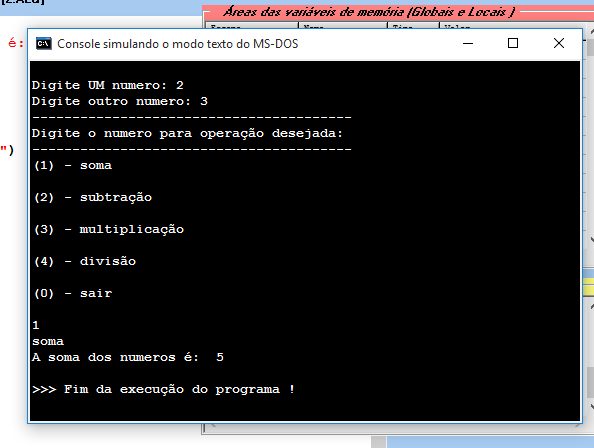 Áreas das variáveis de memória (Globais e Locais )
é:
Console simulando o modo texto do MS-DOS
Digite UM numero: 2
Digite outro numero: 3
----------------------------------------
Digite o numero para operação desejada:
----------------------------------------
")
(1) - soma
(2) - subtração
(3) - multiplicação
(4) - divisão
(0) - sair
1
soma
A soma dos numeros é:  5
>>> Fim da execução do programa !